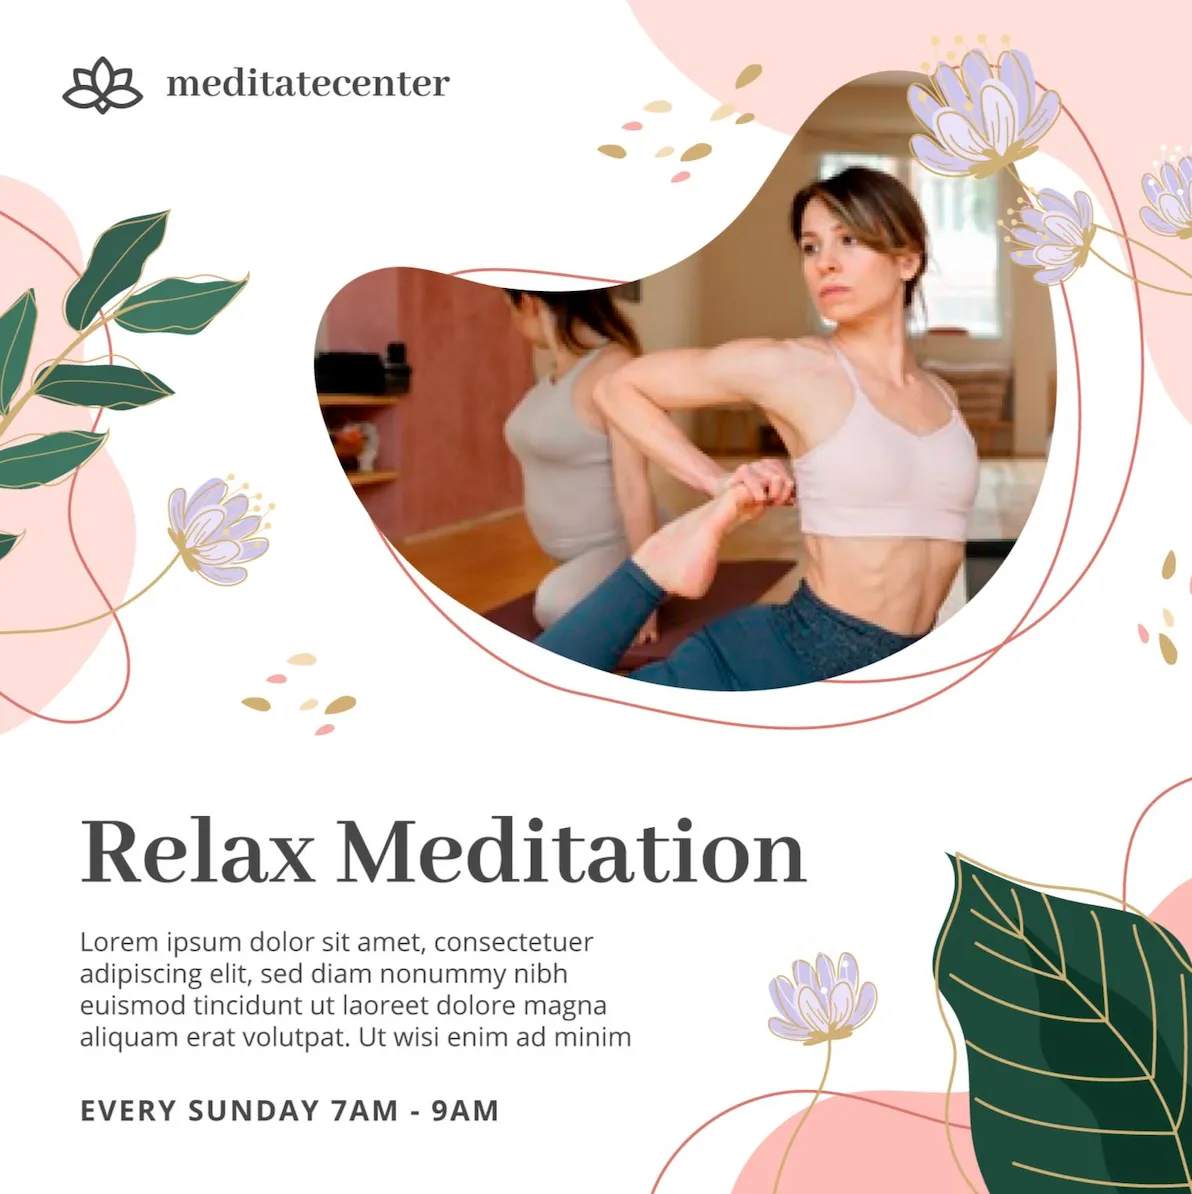 meditatecenter
Relax Meditation
Lorem ipsum dolor sit amet, consectetuer
adipiscing elit, sed diam nonummy nibh
euismod tincidunt ut laoreet dolore magna
aliquam erat volutpat. Ut wisi enim ad minim
EVERY SUNDAY 7AM - 9AM